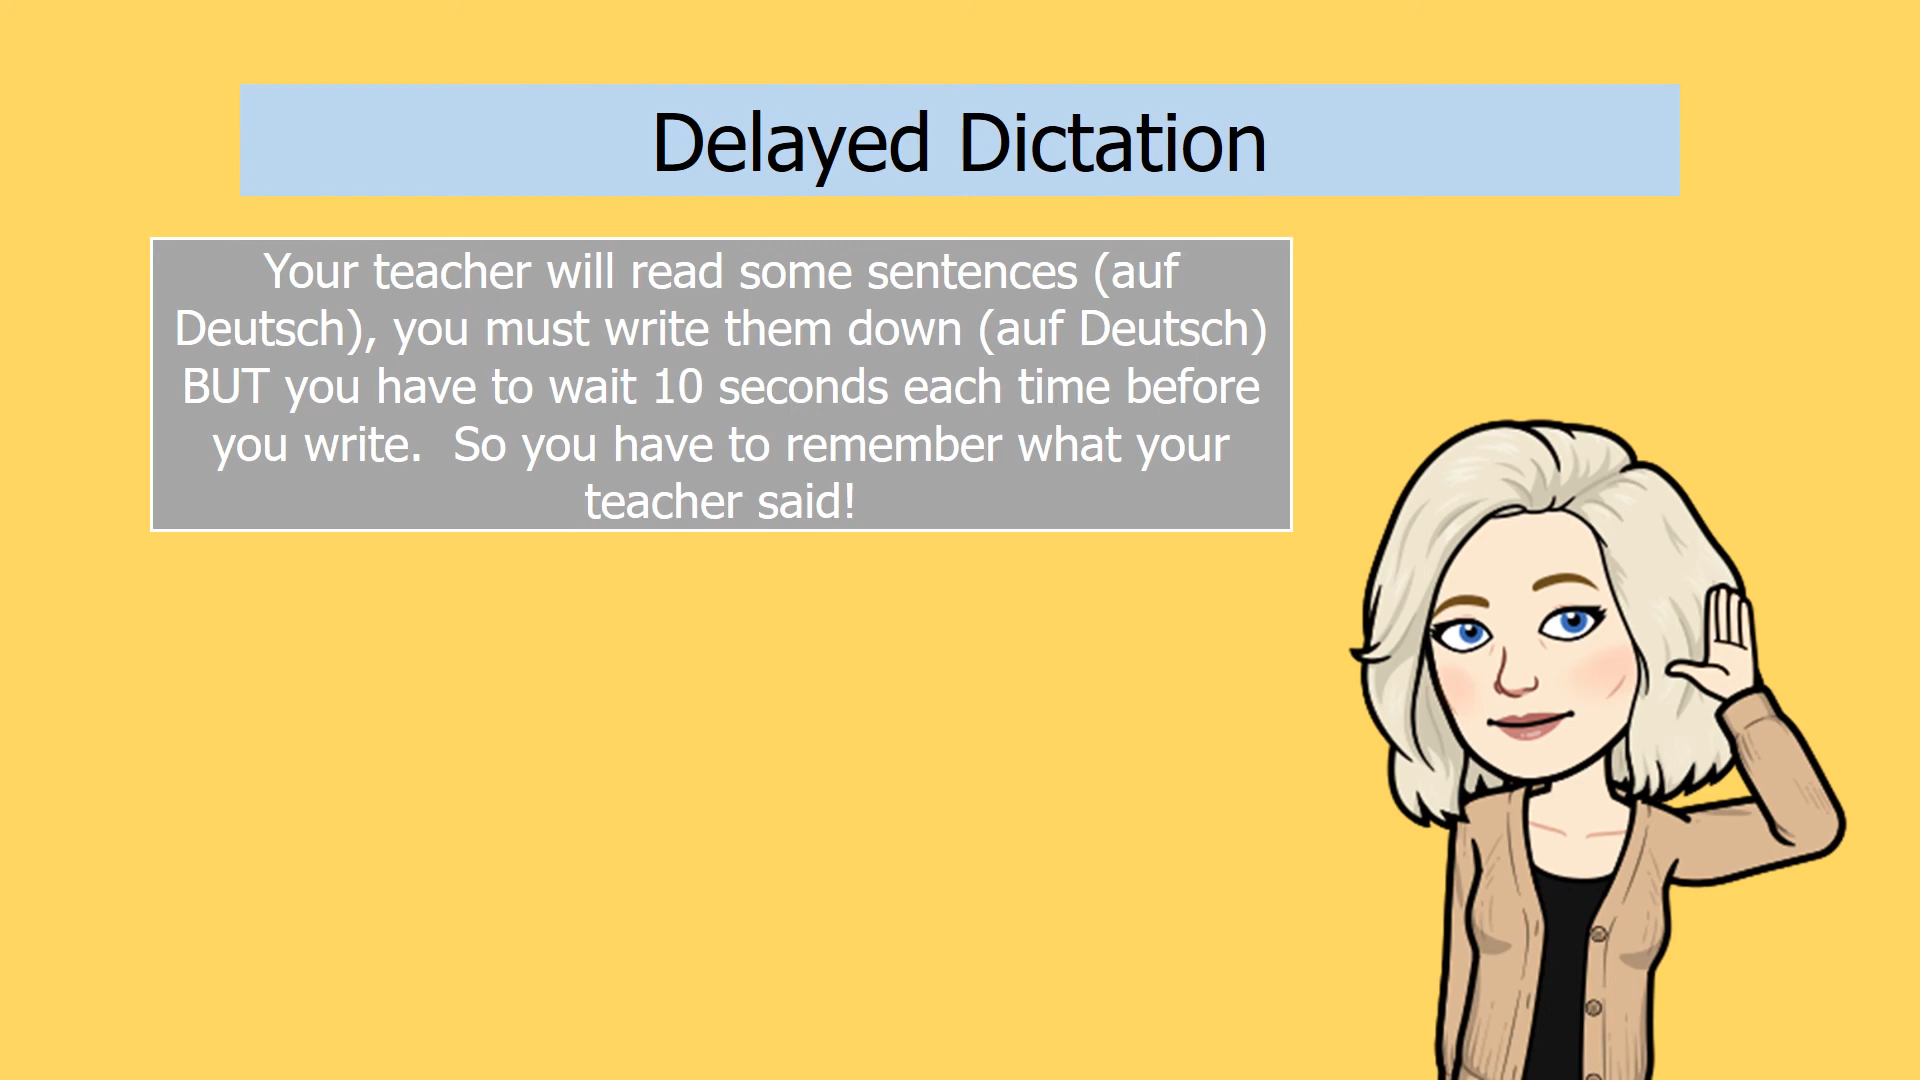 Delayed Dictation
Your teacher will read some sentences (auf
Deutsch), you must write them down (auf Deutsch)
BUT you have to wait 10 seconds each time before
you write.  So you have to remember what your
teacher said!